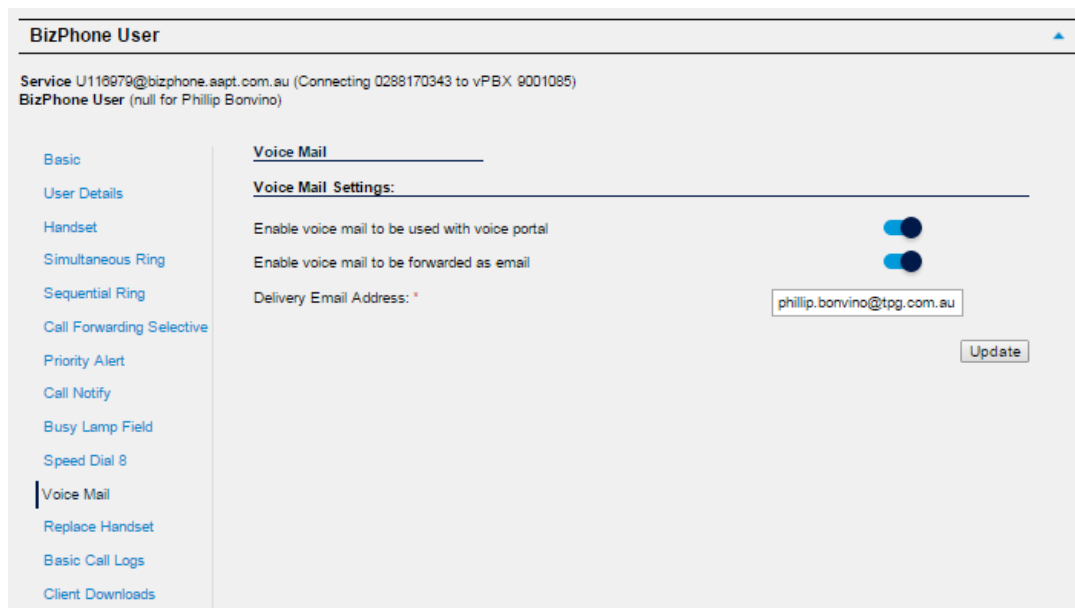 BizPhone User
Service U116979@bizphone.aapt.com.au (Connecting 0288170343 to vPBX 9001085)
BizPhone User (null for Phillip Bonvino)
Basic
User Details
Handset
Simultaneous Ring
Sequential Ring
Call Forwarding Selective
Priority Alert
Call Notify
Busy Lamp Field
Speed Dial 8
Voice Mail
Replace Handset
Basic Call Logs
Client Downloads
Voice Mail
Voice Mail Settings:
Enable voice mail to be used with voice portal
Enable voice mail to be forwarded as email
Delivery Email Address: *
phillip.bonvino@tpg.com.au
Update